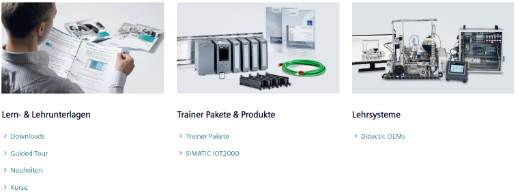 Lern- & Lehrunterlagen
Downloads
Guided Tour
Neuheiten
Kurse
Trainer Pakete & Produkte
Trainer Pakete
SIMATIC IOT2000
Lehrsysteme
Didactic OEMs